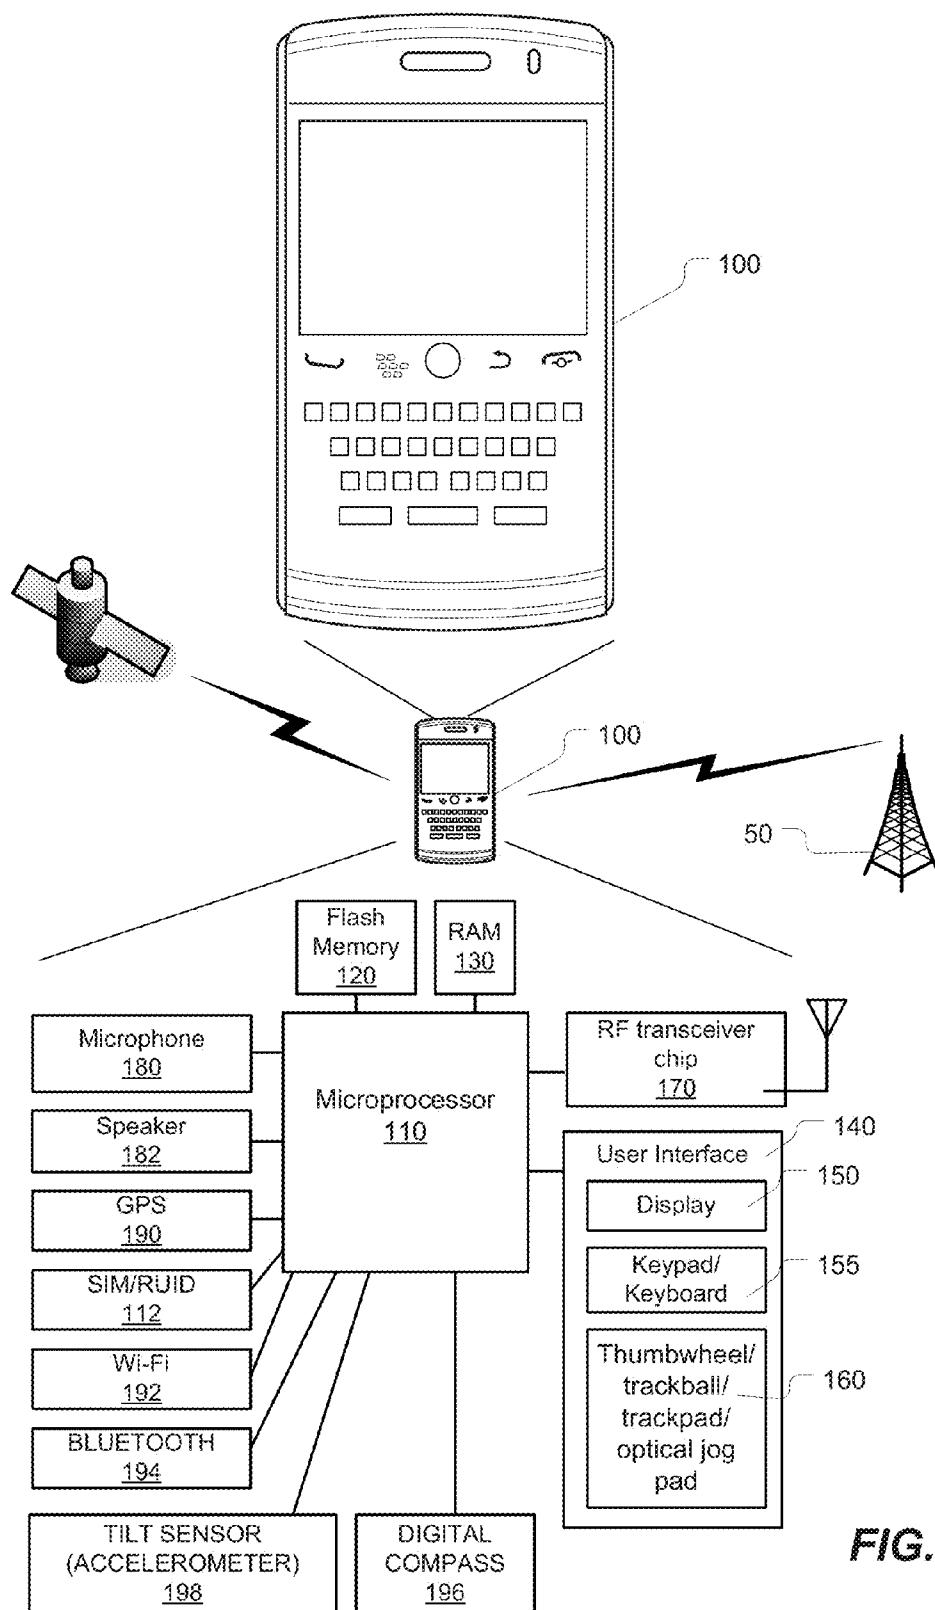 100
100
50
Flash
Memory
120
RAM
130
Microphone
180
Speaker
182
GPS
190
SIM/RUID
112
Wi-Fi
192
BLUETOOTH
194
TILT SENSOR
(ACCELEROMETER)
198
DIGITAL
COMPASS
196
Microprocessor
110
RF transceiver
chip
170
140
User Interface
150
Display
Keypad/
Keyboard
155
Thumbwheel/
trackball/
trackpad/
optical jog
pad
160
FIG.